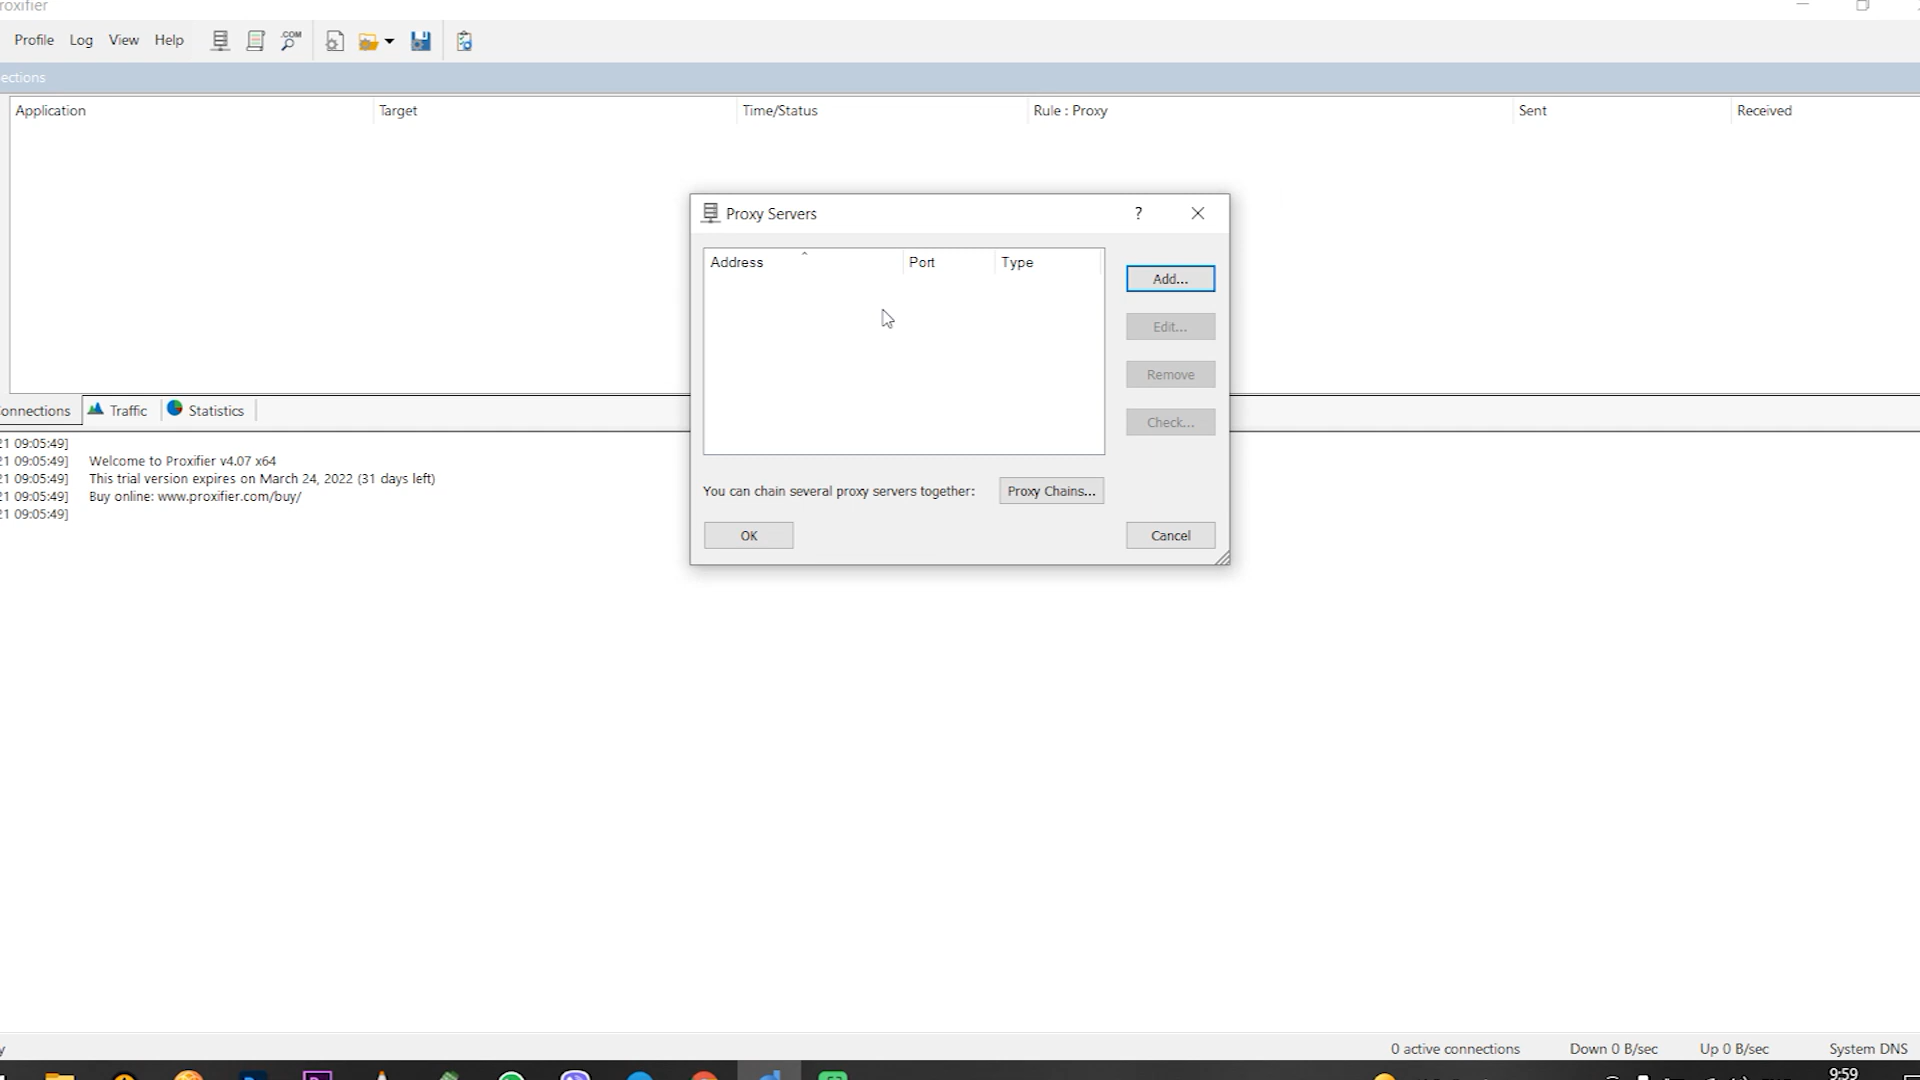 roxifier
Profile Log View Help
ections
Application Target Time/Status Rule : Proxy Sent Received
Proxy Servers ?
Address Port Type
Add...
Edit...
Remove
Check...
You can chain several proxy servers together: Proxy Chains...
OK Cancel
onnections Traffic Statistics
21 09:05:49]
21 09:05:49] Welcome to Proxifier v4.07 x64
21 09:05:49] This trial version expires on March 24, 2022 (31 days left)
21 09:05:49] Buy online: www.proxifier.com/buy/
21 09:05:49]
y 0 active connections Down 0 B/sec Up 0 B/sec System DNS
9:59